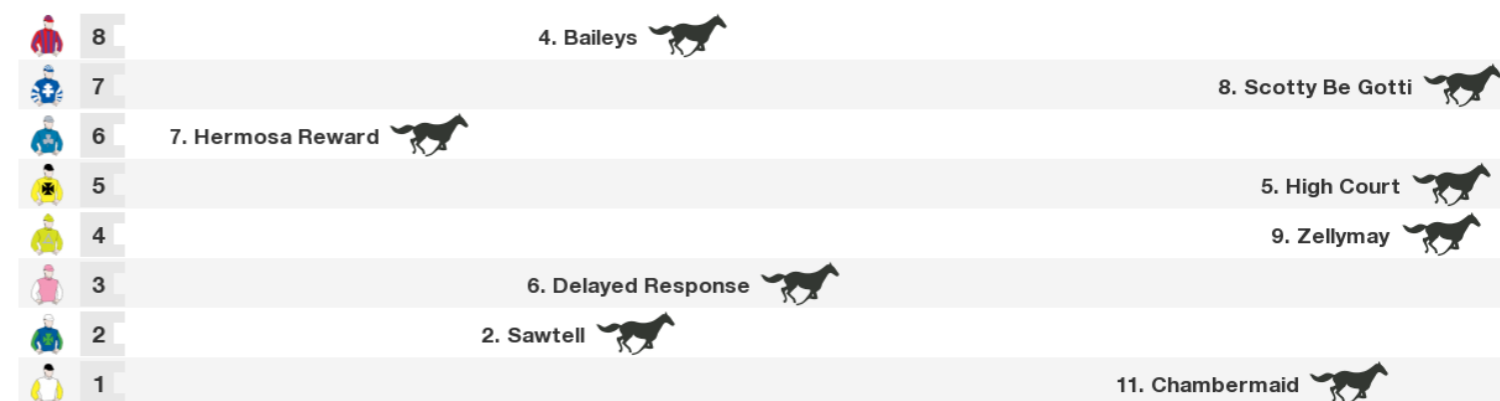 8 4. Baileys
7 8. Scotty Be Gotti
6 7. Hermosa Reward
5 5. High Court
4 9. Zellymay
3 6. Delayed Response
2 2. Sawtell
1 11. Chambermaid